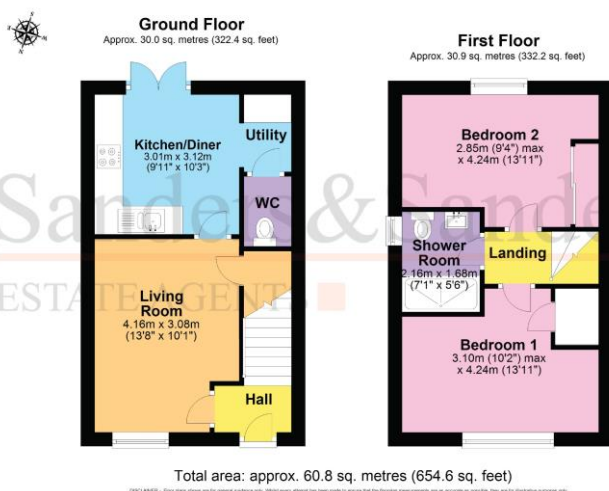 Ground Floor
Approx. 30.0 sq. metres (322.4 sq. feet)
First Floor
Approx. 30.9 sq. metres (332.2 sq. feet)
Kitchen/Diner
3.01m x 3.12m
(9'11" x 10'3")
Utility
WC
Living
Room
4.16m x 3.08m
(13'8" x 10'1")
Hall
Bedroom 2
2.85m (9'4") max
x 4.24m (13'11")
Shower
Room
2.16m x 1.68m
(7'1" x 5'6")
Landing
Bedroom 1
3.10m (10'2") max
x 4.24m (13'11")
Sanders&Sande
ESTATE AGENTS
Total area: approx. 60.8 sq. metres (654.6 sq. feet)